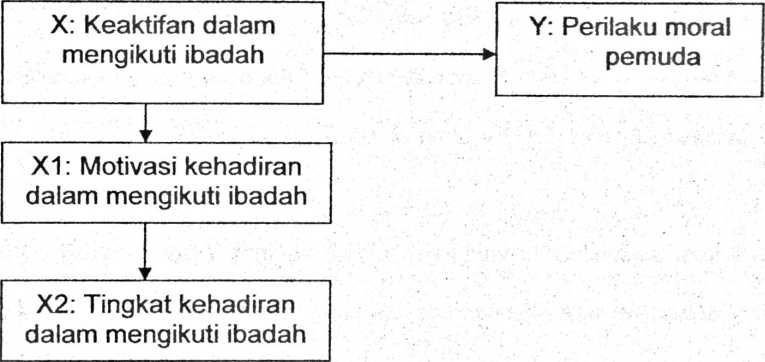 X: Keaktifan dalam
mengikuti ibadah
Y: Perilaku moral
pemuda
X1: Motivasi kehadiran
dalam mengikuti ibadah
X2: Tingkat kehadiran
dalam mengikuti ibadah